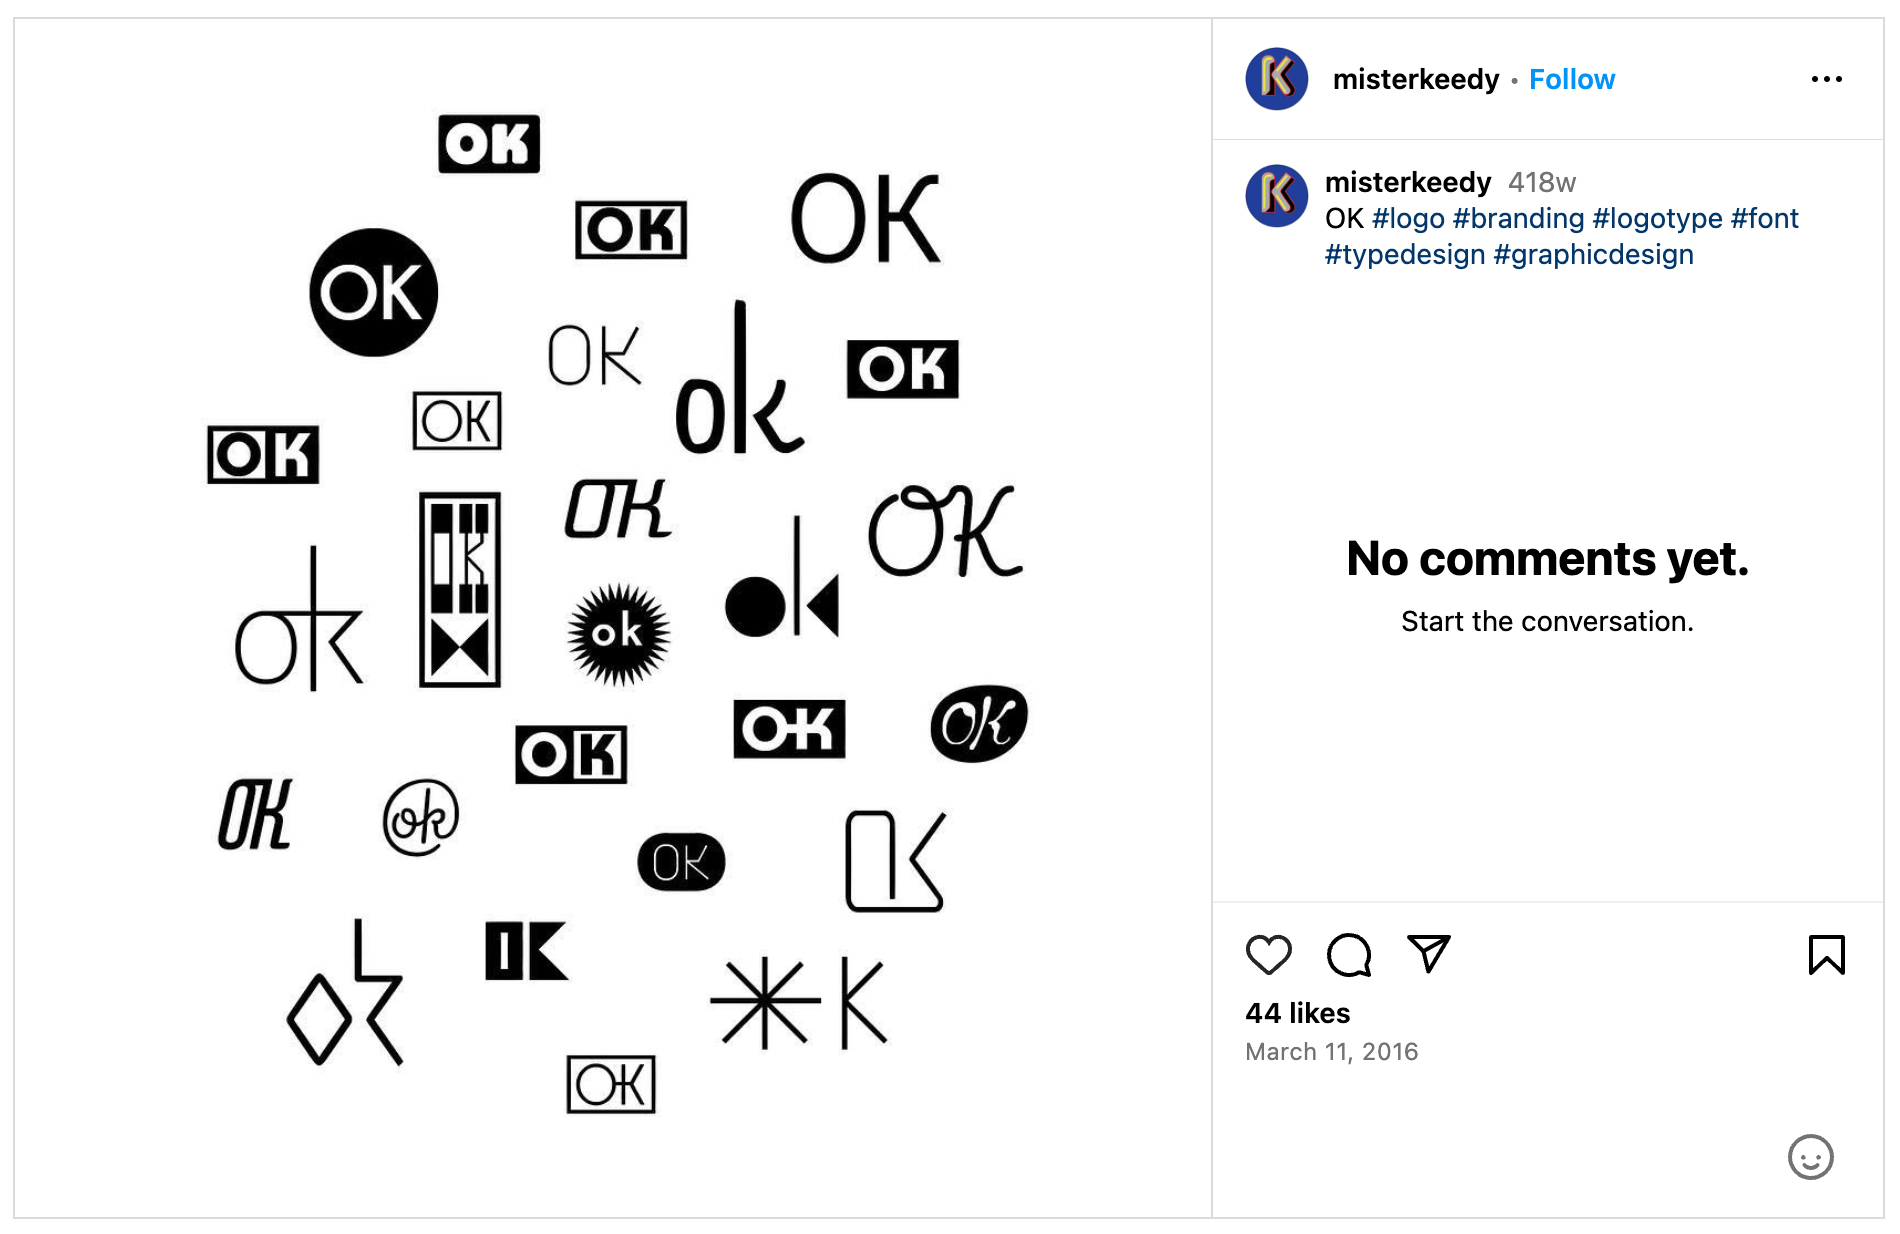 OK
OK
OK
OK
OK
ok
OK
OK
OK
OK
OK
OK
ok
ok
ok
OK
OK
OK
OK
ok
OK
OK
ok
OK
*K
OK
misterkeedy • Follow
misterkeedy 418w
OK #logo #branding #logotype #font
#typedesign #graphicdesign
No comments yet.
Start the conversation.
44 likes
March 11, 2016